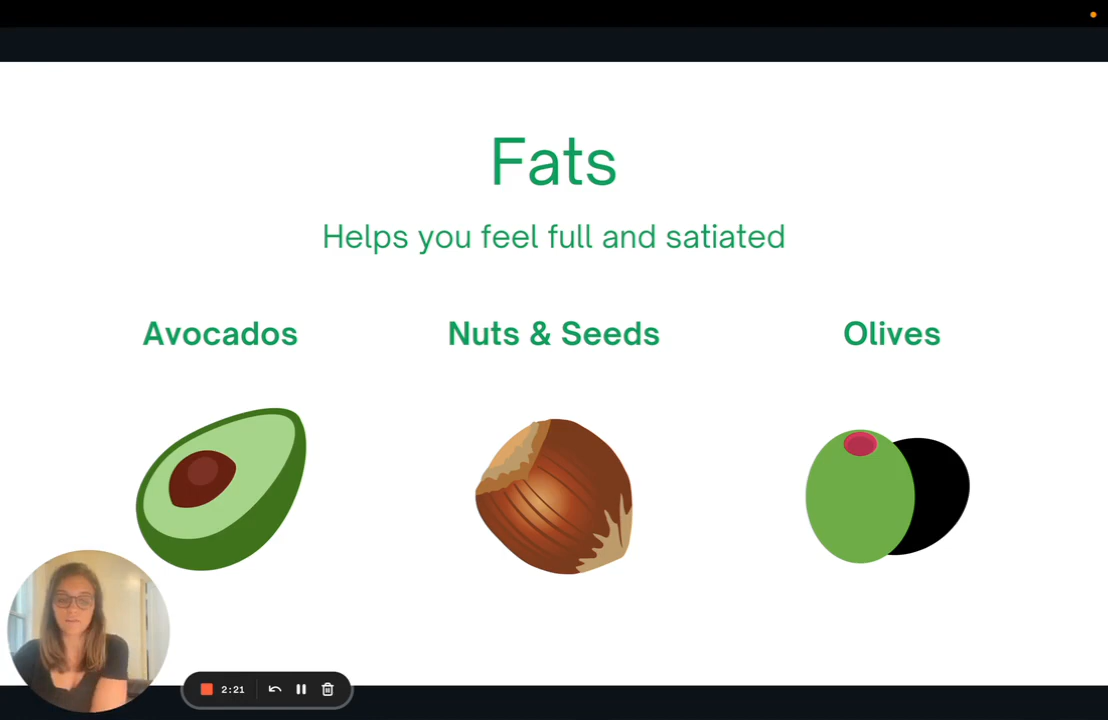 Fats
Helps you feel full and satiated
Avocados
Nuts & Seeds
Olives
2:21